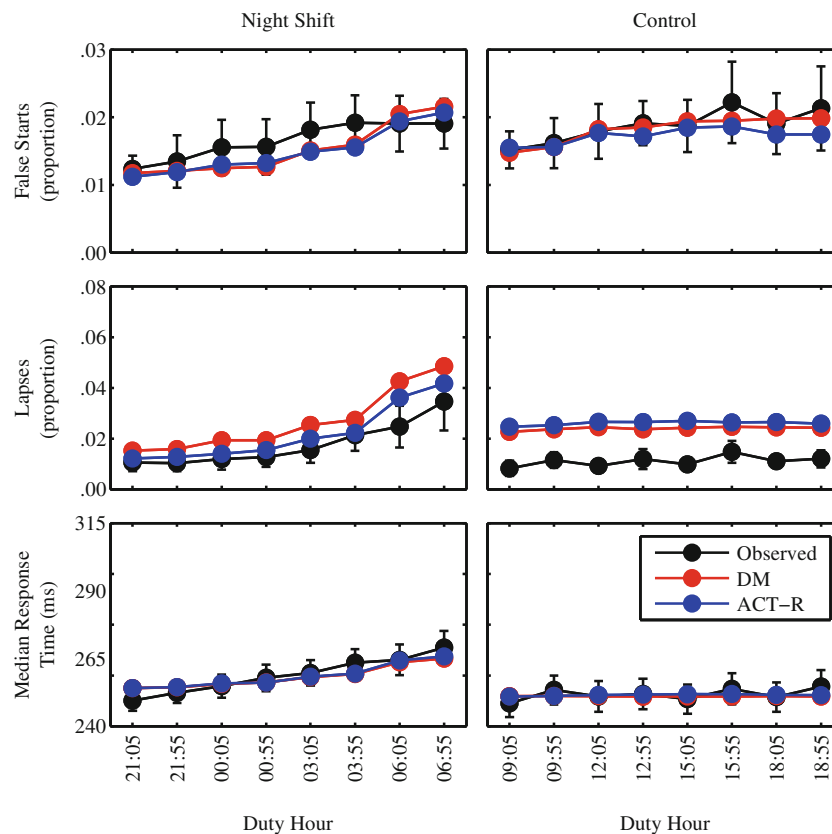 Night Shift
Control
False Starts
(proportion)
.03
.02
.01
.00
Lapses
(proportion)
.08
.06
.04
.02
.00
Median Response
Time (ms)
315
290
265
240
Observed
DM
ACT−R
21:05
21:55
00:05
00:55
03:05
03:55
06:05
06:55
09:05
09:55
12:05
12:55
15:05
15:55
18:05
18:55
Duty Hour
Duty Hour